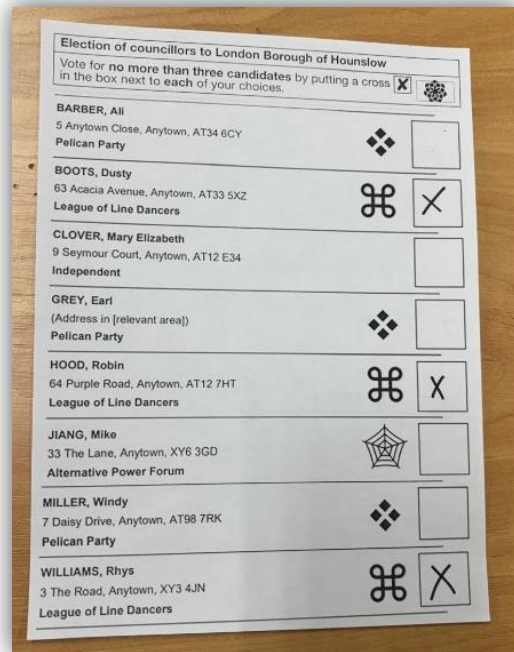 Election of councillors to London Borough of Hounslow
Vote for no more than three candidates by putting a cross
in the box next to each of your choices.
BARBER, Ali
5 Anytown Close, Anytown, AT34 6CY
Pelican Party
BOOTS, Dusty
63 Acacia Avenue, Anytown, AT33 5XZ
League of Line Dancers
CLOVER, Mary Elizabeth
9 Seymour Court, Anytown, AT12 E34
Independent
GREY, Earl
(Address in [relevant area])
Pelican Party
HOOD, Robin
64 Purple Road, Anytown, AT12 7HT
League of Line Dancers
JIANG, Mike
33 The Lane, Anytown, XY6 3GD
Alternative Power Forum
MILLER, Windy
7 Daisy Drive, Anytown, AT98 7RK
Pelican Party
WILLIAMS, Rhys
3 The Road, Anytown, XY3 4JN
League of Line Dancers